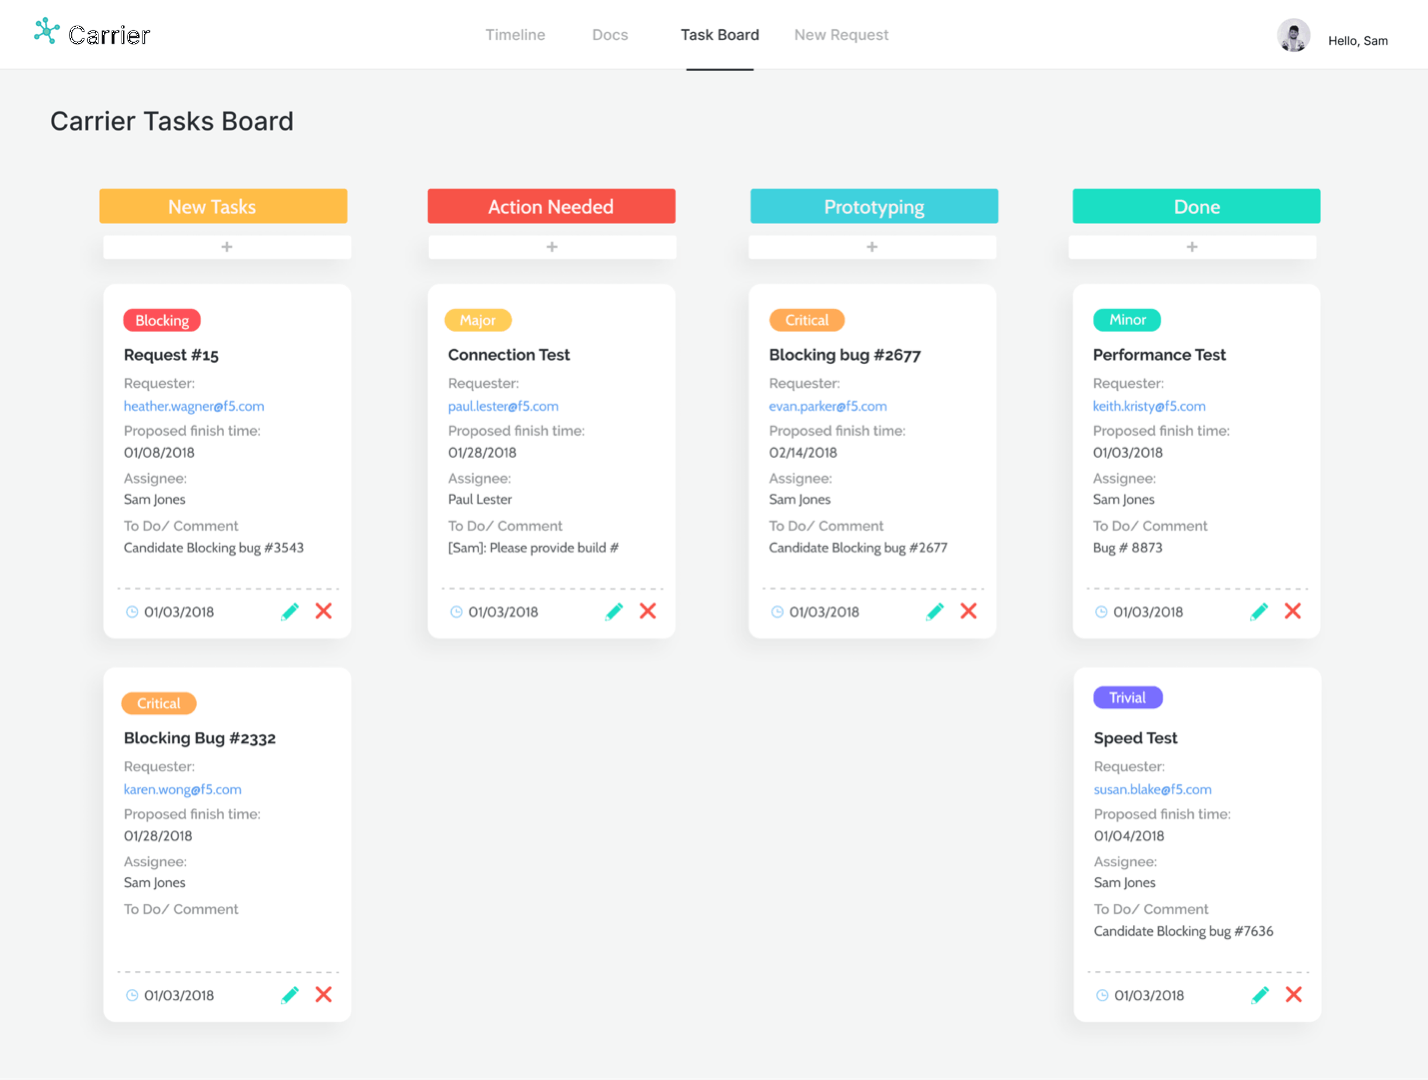 Carrier
Timeline
Docs
Task Board
New Request
Hello, Sam
Carrier Tasks Board
New Tasks
+
Blocking
Request #15
Requester:
heather.wagner@f5.com
Proposed finish time:
01/08/2018
Assignee:
Sam Jones
To Do/ Comment
Candidate Blocking bug #3543
01/03/2018
Critical
Blocking Bug #2332
Requester:
karen.wong@f5.com
Proposed finish time:
01/28/2018
Assignee:
Sam Jones
To Do/ Comment
01/03/2018
Action Needed
+
Major
Connection Test
Requester:
paul.lester@f5.com
Proposed finish time:
01/28/2018
Assignee:
Paul Lester
To Do/ Comment
[Sam]: Please provide build #
01/03/2018
Prototyping
+
Critical
Blocking bug #2677
Requester:
evan.parker@f5.com
Proposed finish time:
02/14/2018
Assignee:
Sam Jones
To Do/ Comment
Candidate Blocking bug #2677
01/03/2018
Done
+
Minor
Performance Test
Requester:
keith.kristy@f5.com
Proposed finish time:
01/03/2018
Assignee:
Sam Jones
To Do/ Comment
Bug # 8873
01/03/2018
Trivial
Speed Test
Requester:
susan.blake@f5.com
Proposed finish time:
01/04/2018
Assignee:
Sam Jones
To Do/ Comment
Candidate Blocking bug #7636
01/03/2018